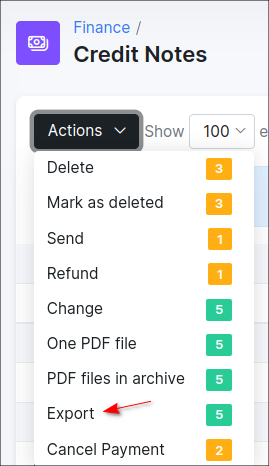 Finance /
Credit Notes
Actions Show 100 e
Delete 3
Mark as deleted 3
Send 1
Refund 1
Change 5
One PDF file 5
PDF files in archive 5
Export 5
Cancel Payment 2